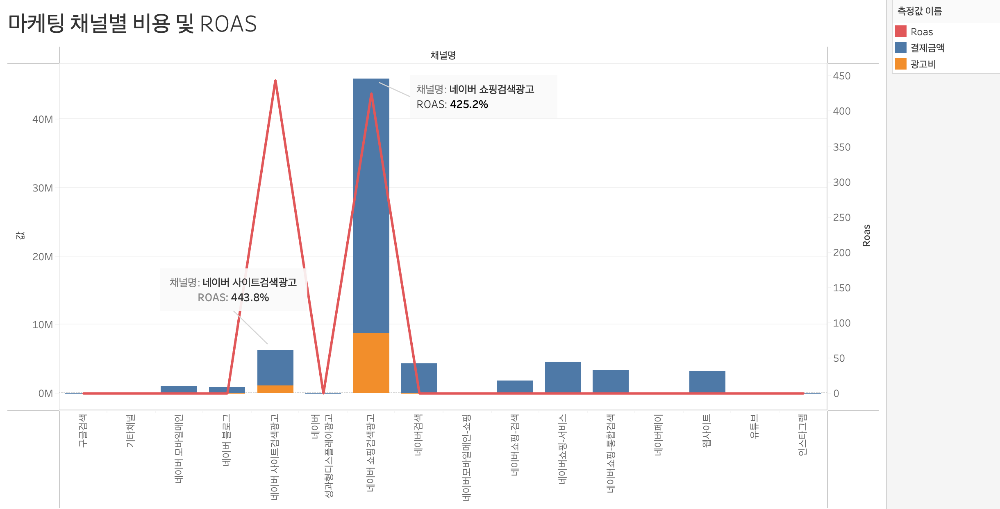 마케팅 채널별 비용 및 ROAS
측정값 이름
Roas
결제금액
광고비
채널명
채널명: 네이버 쇼핑검색광고
ROAS: 425.2%
채널명: 네이버 사이트검색광고
ROAS: 443.8%
값
40M
30M
20M
10M
0M
450
400
350
300
250
200
150
100
50
0
Roas
구글검색
기타채널
네이버 모바일메인
네이버 블로그
네이버 사이트검색광고
네이버
성과형디스플레이광고
네이버 쇼핑검색광고
네이버검색
네이버모바일메인-쇼핑
네이버쇼핑-검색
네이버쇼핑-서비스
네이버쇼핑-통합검색
네이버페이
웹사이트
유튜브
인스타그램